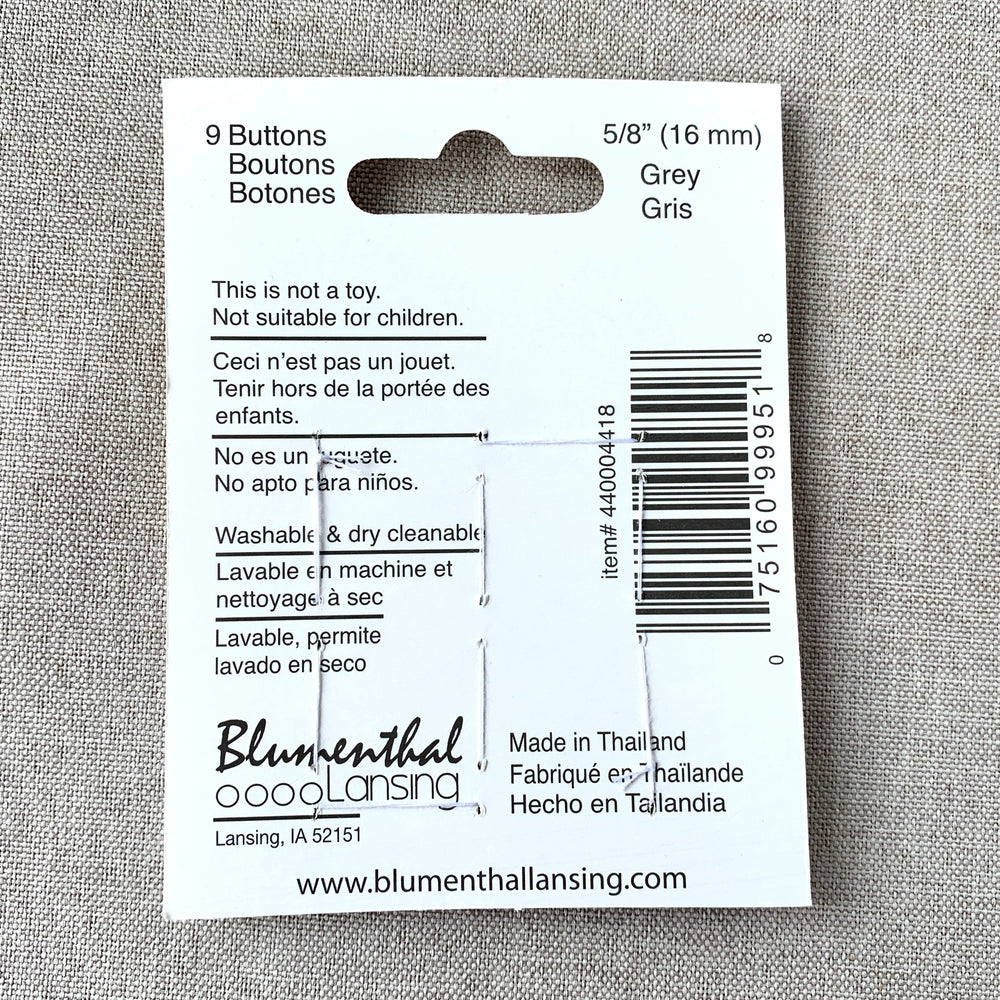 9 Buttons
Boutons
Botones
5/8” (16 mm)
Grey
Gris
This is not a toy.
Not suitable for children.
Ceci n’est pas un jouet.
Tenir hors de la portée des
enfants.
No es un juguete.
No apto para niños.
Washable & dry cleanable
Lavable en machine et
nettoyage à sec
Lavable, permite
lavado en seco
item# 440004418
0 75160 99951 8
Blumenthal
Lansing
Lansing, IA 52151
Made in Thailand
Fabriqué en Thaïlande
Hecho en Tailandia
www.blumenthallansing.com